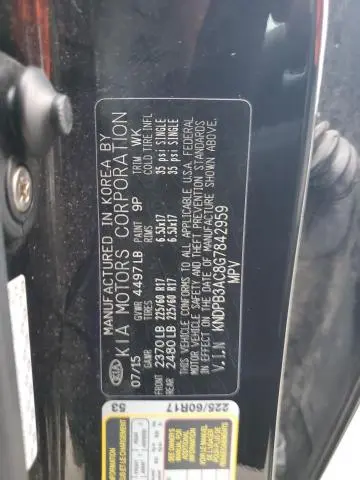 KIA
MANUFACTURED IN KOREA BY
KIA MOTORS CORPORATION
07/15 GVWR 4497LB PAINT 9P TRIM WK
GAWR TIRES RIMS COLD TIRE INFL
FRONT 2370LB 225/60 R17 6.5Jx17 35 psi SINGLE
REAR 2480LB 225/60 R17 6.5Jx17 35 psi SINGLE
THIS VEHICLE CONFORMS TO ALL APPLICABLE U.S.A. FEDERAL
MOTOR VEHICLE SAFETY AND THEFT PREVENTION STANDARDS
IN EFFECT ON THE DATE OF MANUFACTURE SHOWN ABOVE.
V.I.N KNDPB3AC8G7842959
MPV
53
225/60R17